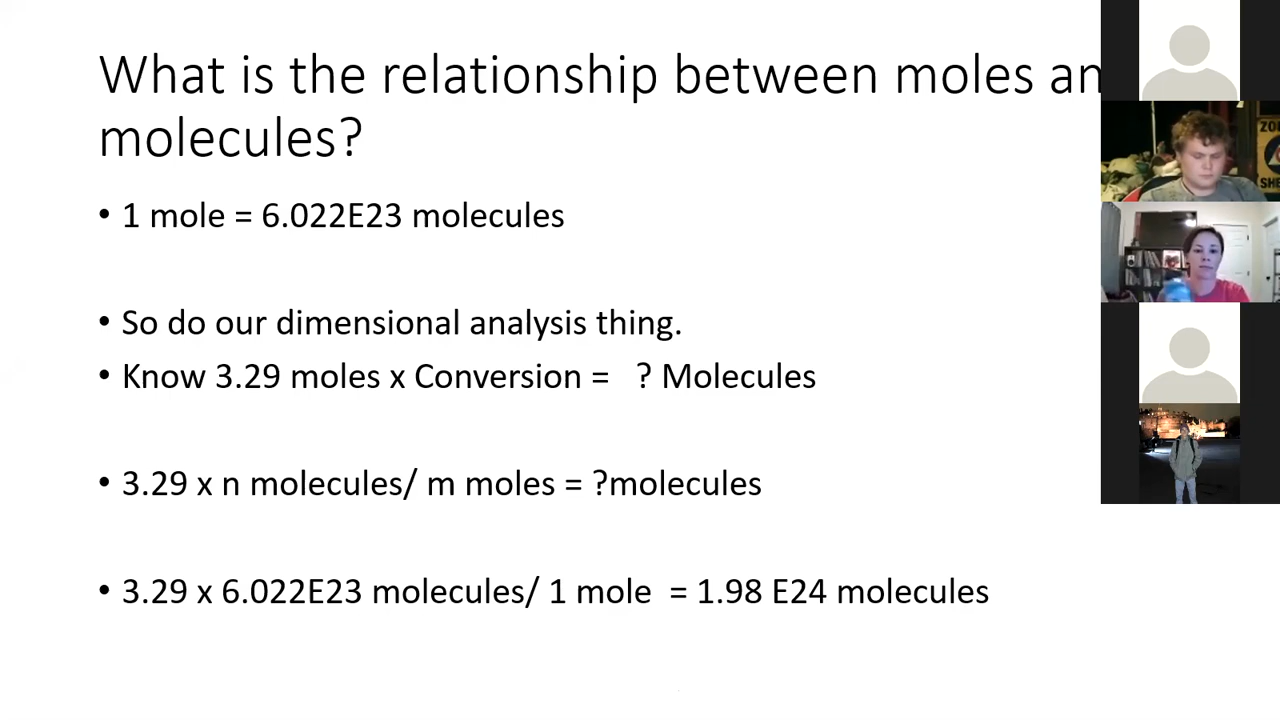 What is the relationship between moles an
molecules?
• 1 mole = 6.022E23 molecules
• So do our dimensional analysis thing.
• Know 3.29 moles x Conversion = ? Molecules
• 3.29 x n molecules/ m moles = ?molecules
• 3.29 x 6.022E23 molecules/ 1 mole = 1.98 E24 molecules